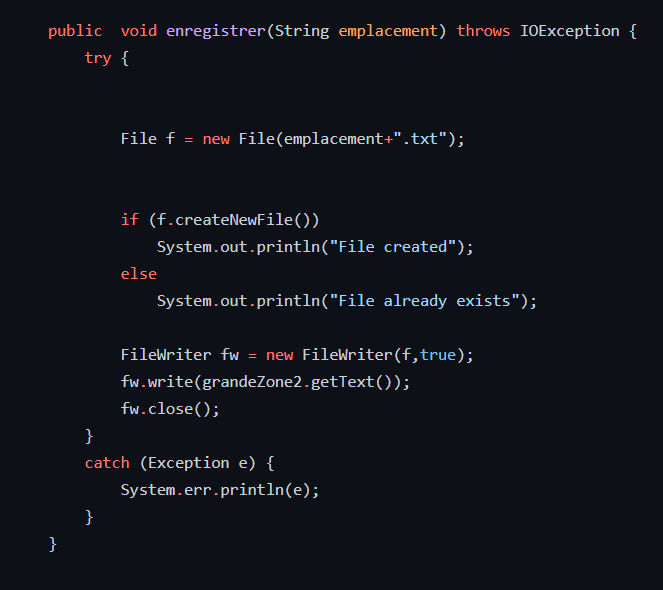 public  void enregistrer(String emplacement) throws IOException {
try {
File f = new File(emplacement+".txt");
if (f.createNewFile())
System.out.println("File created");
else
System.out.println("File already exists");
FileWriter fw = new FileWriter(f,true);
fw.write(grandeZone2.getText());
fw.close();
}
catch (Exception e) {
System.err.println(e);
}
}